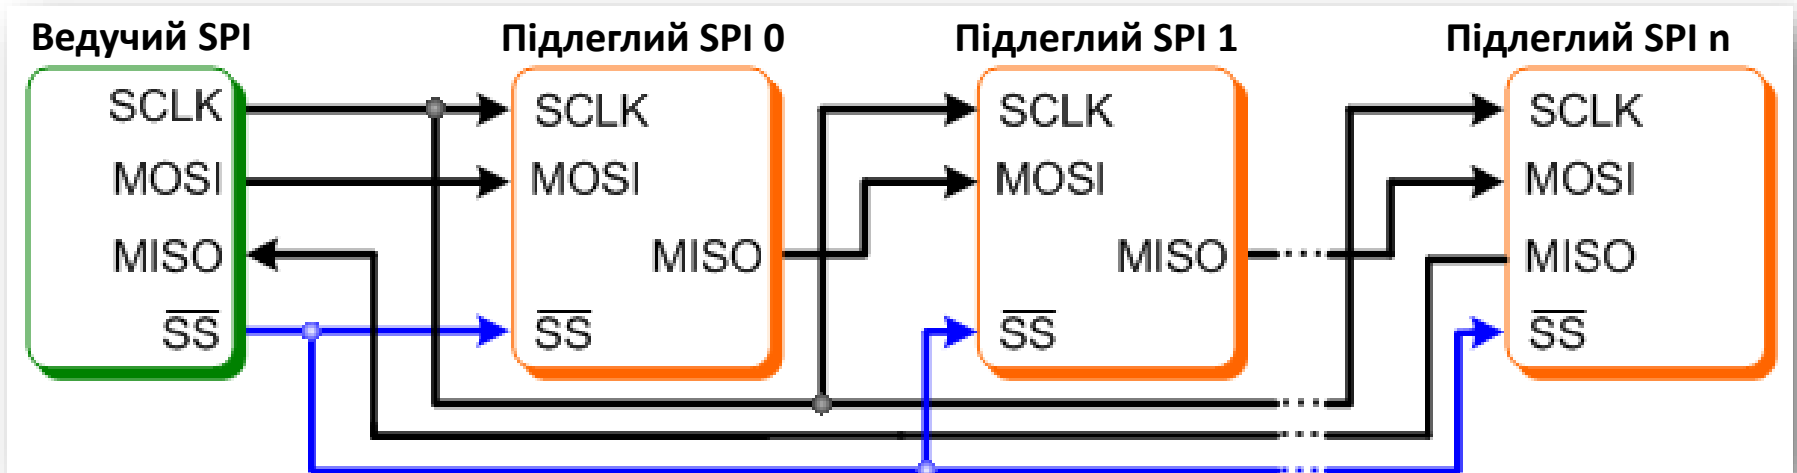 Ведучий SPI
SCLK
MOSI
MISO
SS
Підлеглий SPI 0
SCLK
MOSI
MISO
SS
Підлеглий SPI 1
SCLK
MOSI
MISO
SS
Підлеглий SPI n
SCLK
MOSI
MISO
SS